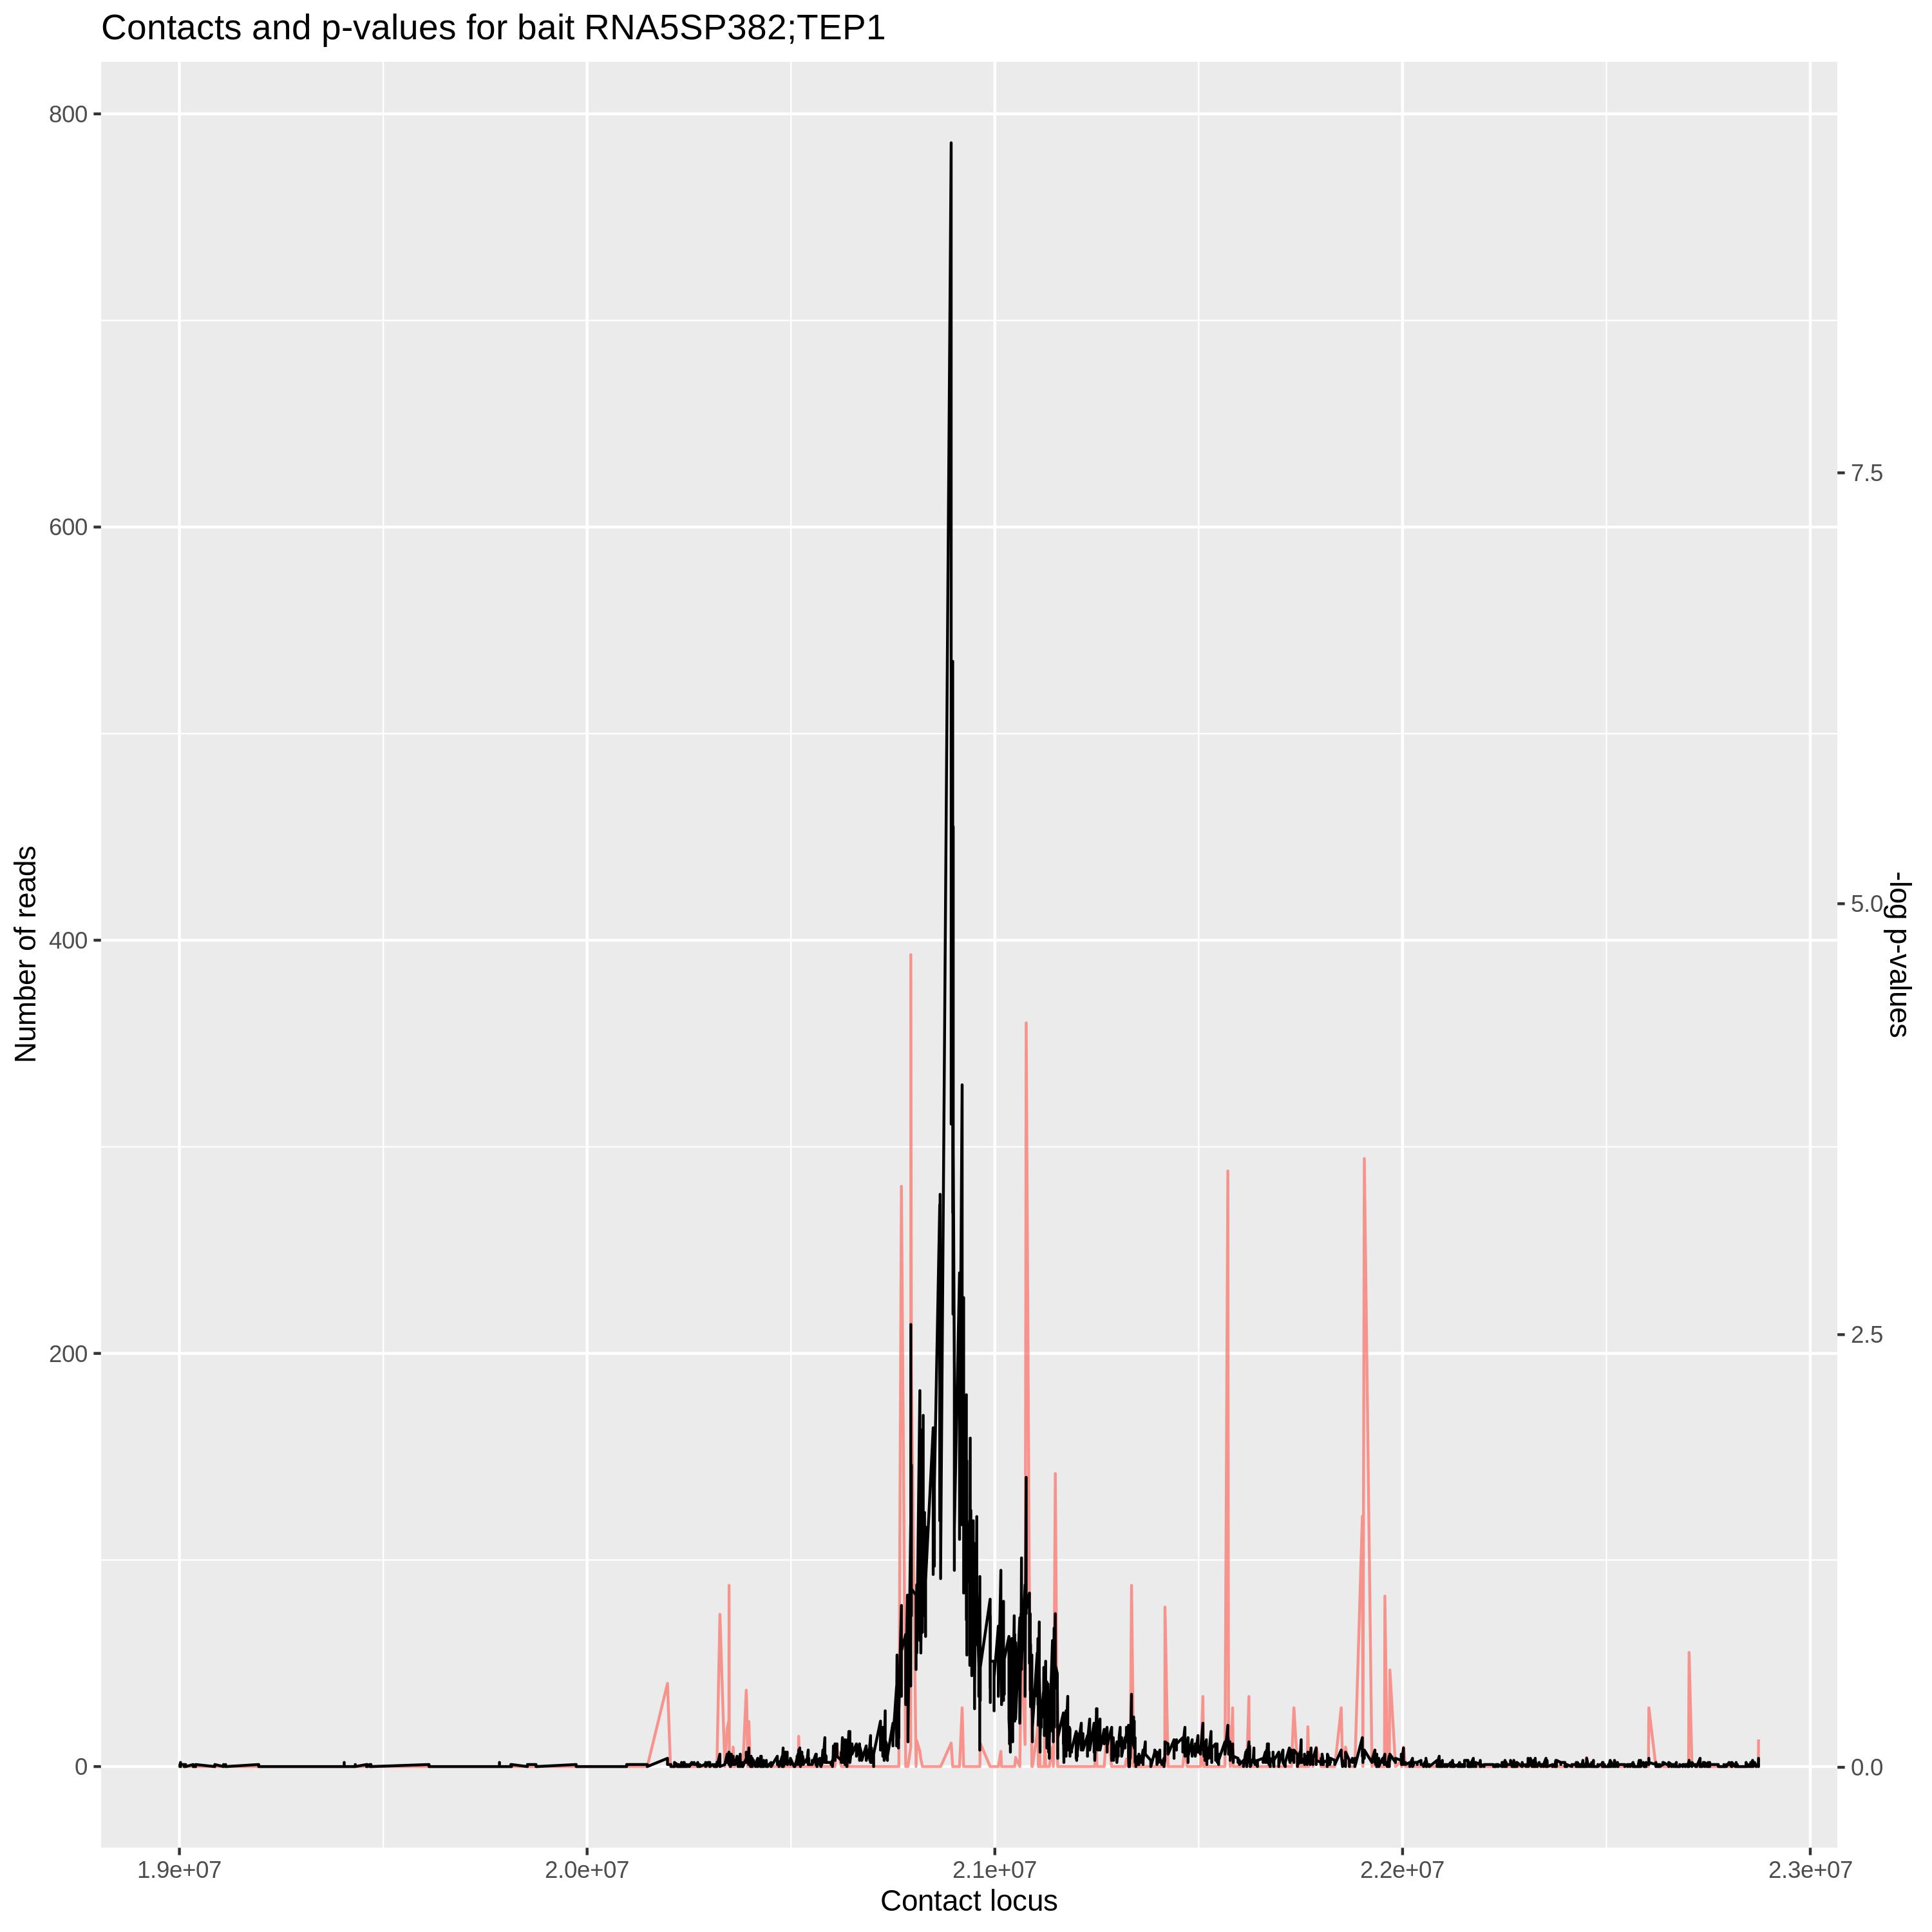 Contacts and p-values for bait RNA5SP382;TEP1
800
600
400
200
0
Number of reads
7.5
5.0
2.5
0.0
-log p-values
1.9e+07
2.0e+07
2.1e+07
2.2e+07
2.3e+07
Contact locus